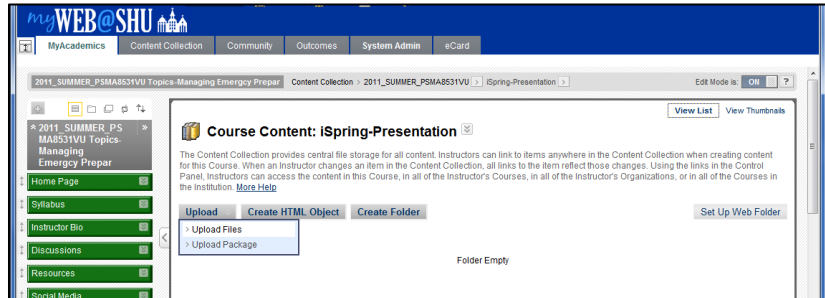 myWEB@SHU
MyAcademics Content Collection Community Outcomes System Admin eCard
2011_SUMMER_PSMA8531VU Topics-Managing Emergcy Prepar Content Collection > 2011_SUMMER_PSMA8531VU > iSpring-Presentation > Edit Mode is: ON ?
View List View Thumbnails
2011_SUMMER_PS
MA8531VU Topics-
Managing
Emergcy Prepar
Home Page
Syllabus
Instructor Bio
Discussions
Resources
Social Media
Course Content: iSpring-Presentation
The Content Collection provides central file storage for all content. Instructors can link to items anywhere in the Content Collection when creating content
for this Course. When an Instructor changes an item in the Content Collection, all links to the item reflect those changes. Using the links in the Control
Panel, Instructors can access the content in this Course, in all of the Instructor's Courses, in all of the Instructor's Organizations, or in all of the Courses in
the Institution. More Help
Upload Create HTML Object Create Folder Set Up Web Folder
> Upload Files
> Upload Package
Folder Empty